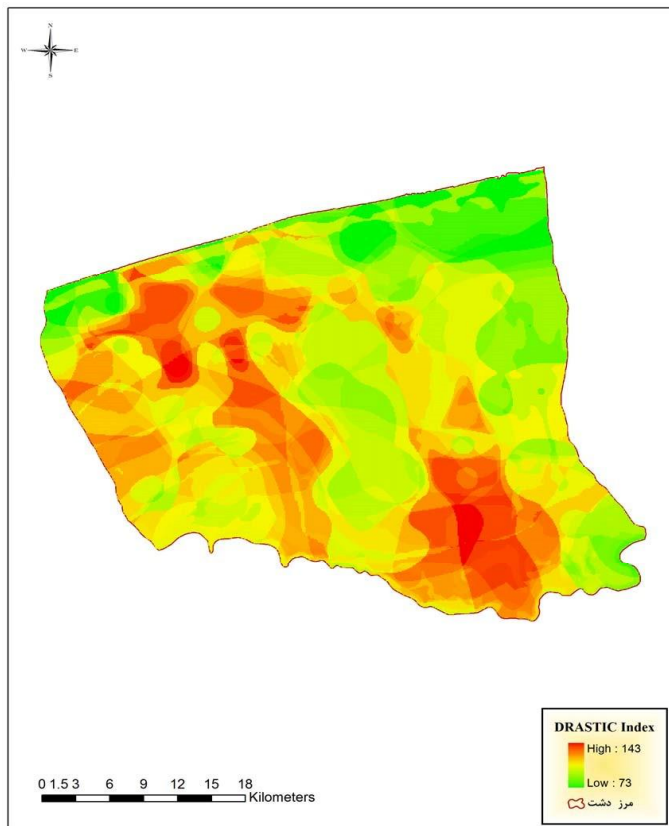 N
W E
S
DRASTIC Index
High : 143
Low : 73
مرز دشت
0 1.5 3 6 9 12 15 18
Kilometers